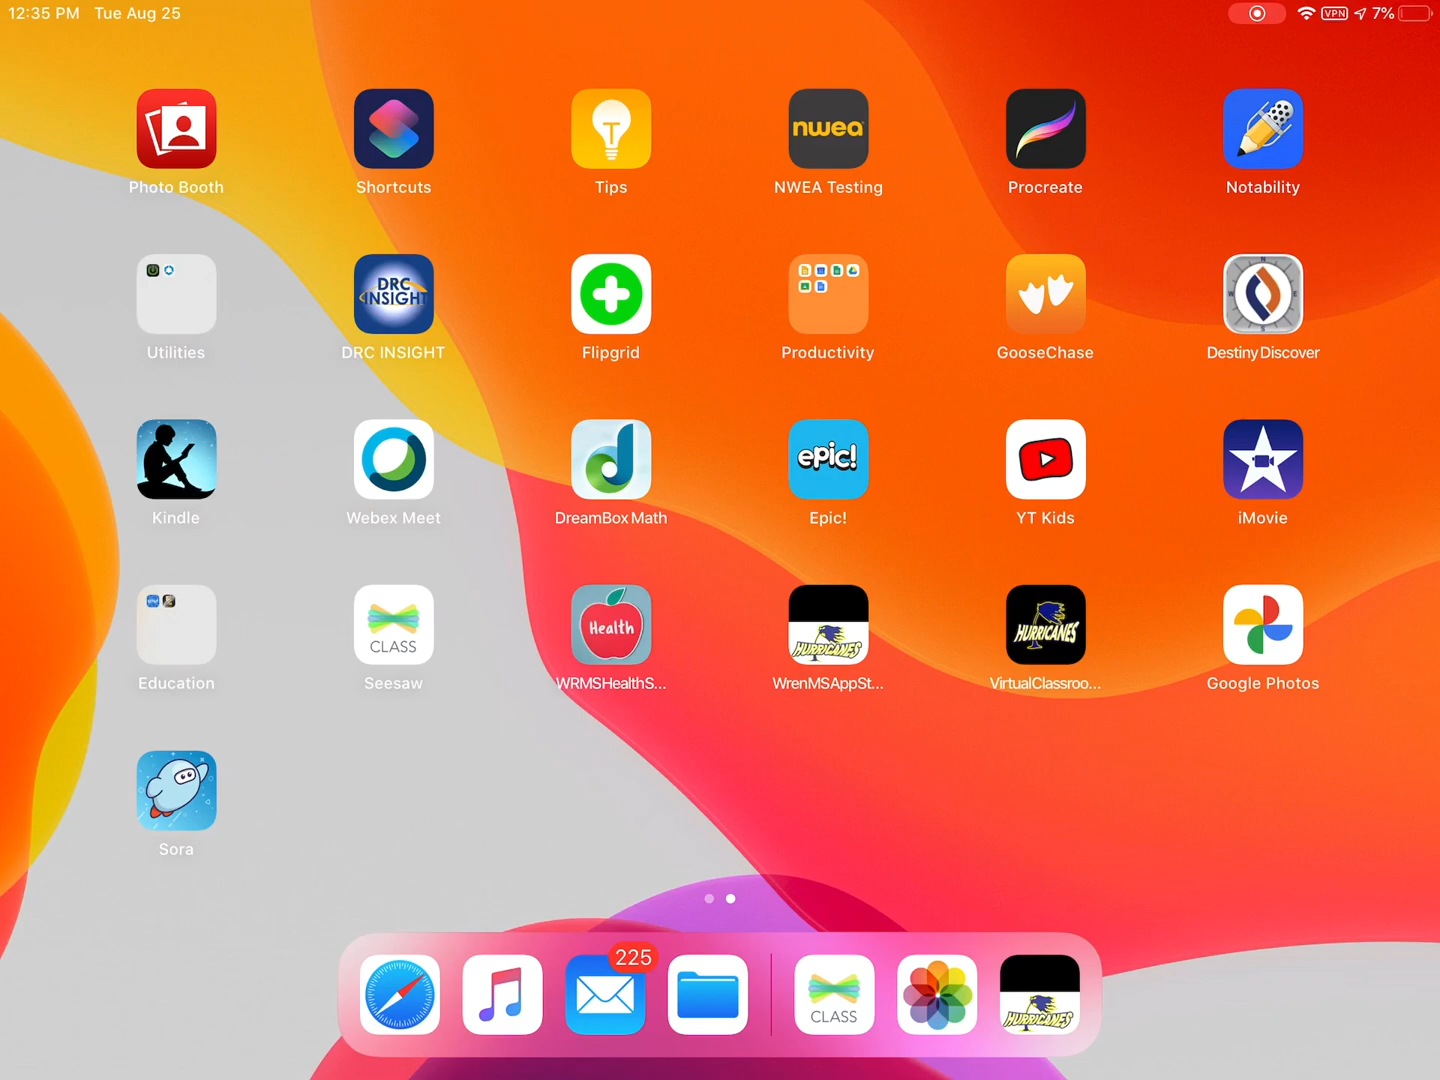 12:35 PM Tue Aug 25
VPN 7%
nwea
Photo Booth
Shortcuts
Tips
NWEA Testing
Procreate
Notability
DRC
INSIGHT
N
W
E
S
Utilities
DRC INSIGHT
Flipgrid
Productivity
GooseChase
Destiny Discover
epic!
Kindle
Webex Meet
DreamBox Math
Epic!
YT Kids
iMovie
CLASS
Health
HURRICANES
HURRICANES
Education
Seesaw
WRMSHealthS...
WrenMSAppSt...
VirtualClassroo...
Google Photos
Sora
225
CLASS
HURRICANES